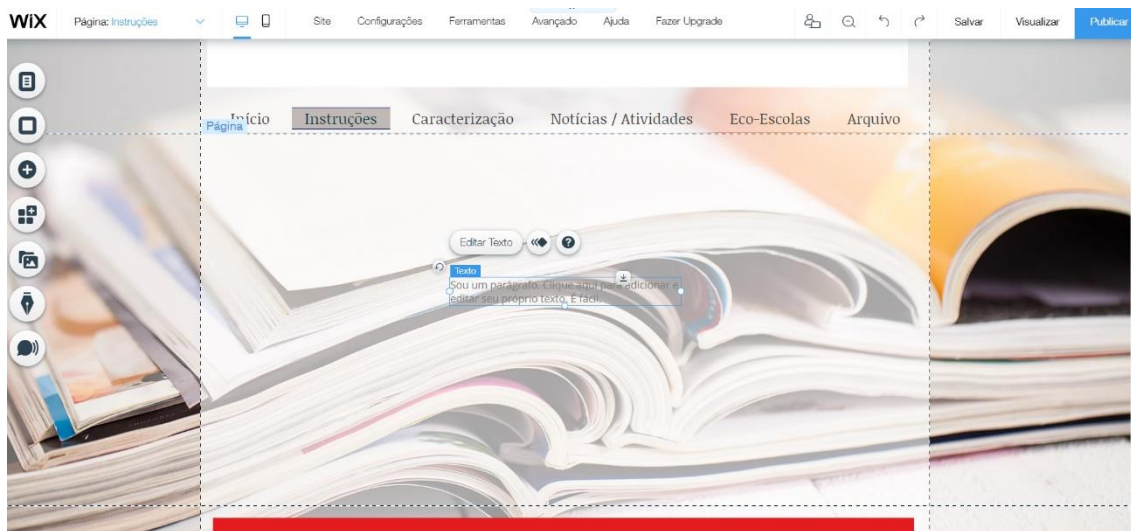 WiX Página: Instruções Site Configurações Ferramentas Avançado Ajuda Fazer Upgrade Salvar Visualizar Publicar
Início Instruções Caracterização Notícias / Atividades Eco-Escolas Arquivo
Página
Editar Texto
Texto
Sou um parágrafo. Clique aqui para adicionar e
editar seu próprio texto. É fácil.